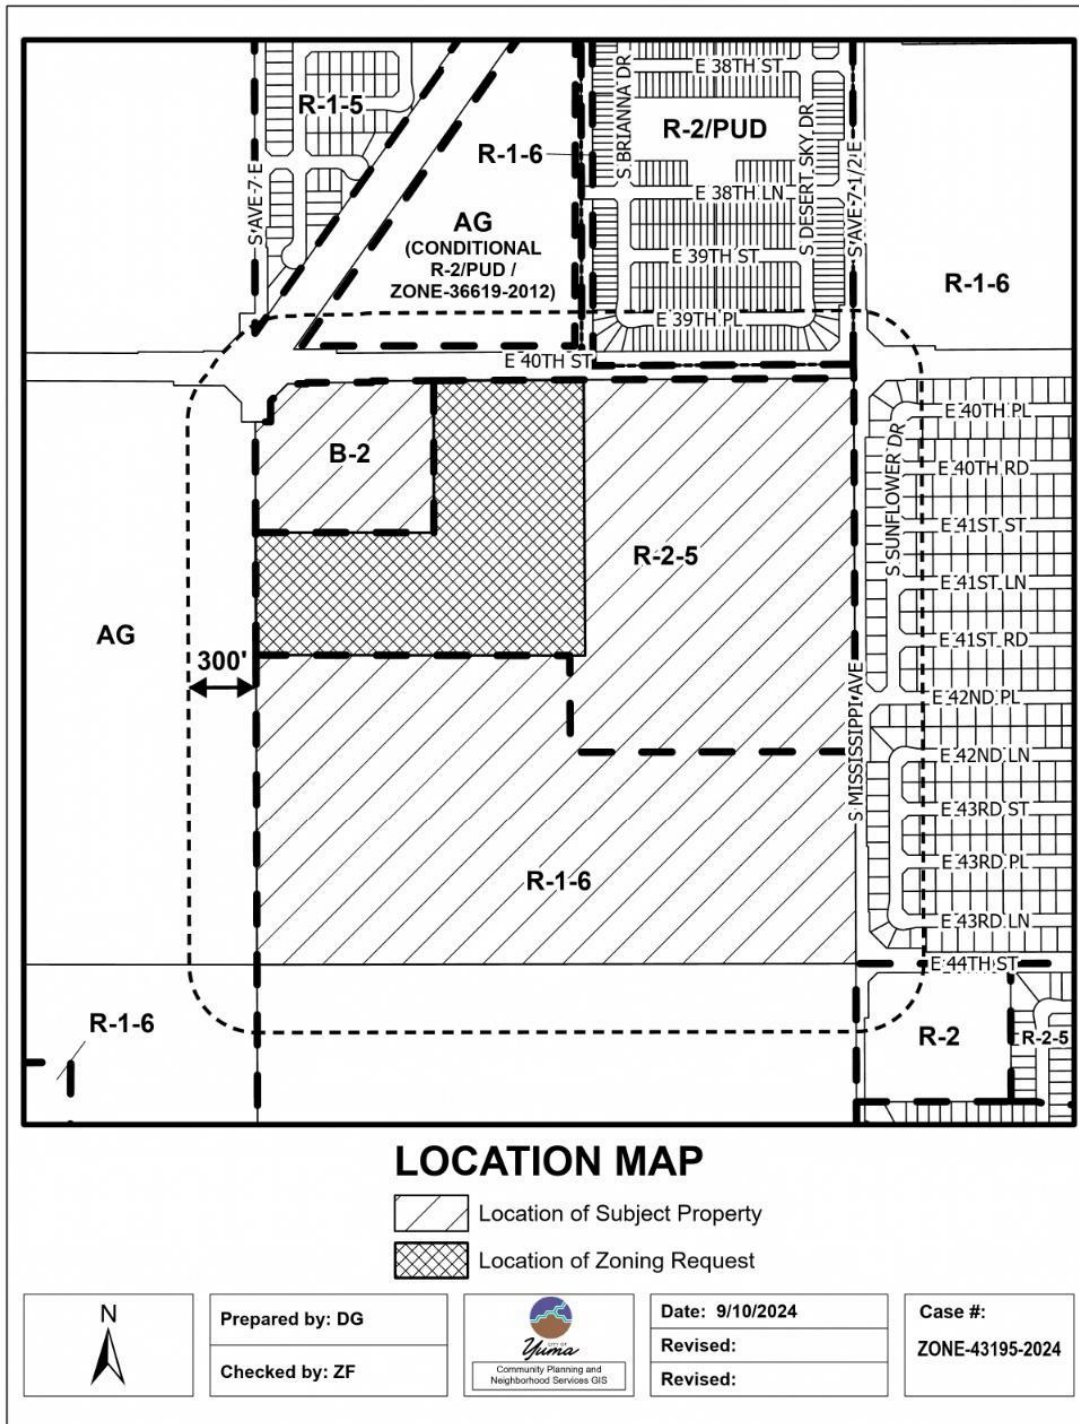 E 38TH ST
R-1-5
S BRIANNA DR
R-2/PUD
S DESERT SKY DR
R-1-6
S AVE 7 E
S AVE 7 1/2 E
E 38TH LN
AG
(CONDITIONAL
R-2/PUD /
ZONE-36619-2012)
E 39TH ST
R-1-6
E 39TH PL
E 40TH ST
E 40TH PL
B-2
S SUNFLOWER DR
E 40TH RD
E 41ST ST
R-2-5
E 41ST LN
AG
E 41ST RD
300'
S MISSISSIPPI AVE
E 42ND PL
E 42ND LN
E 43RD ST
E 43RD PL
R-1-6
E 43RD LN
E 44TH ST
R-1-6
R-2
R-2-5
LOCATION MAP
Location of Subject Property
Location of Zoning Request
N
Prepared by: DG
Checked by: ZF
CITY OF
Yuma
Community Planning and
Neighborhood Services GIS
Date: 9/10/2024
Revised:
Revised:
Case #:
ZONE-43195-2024